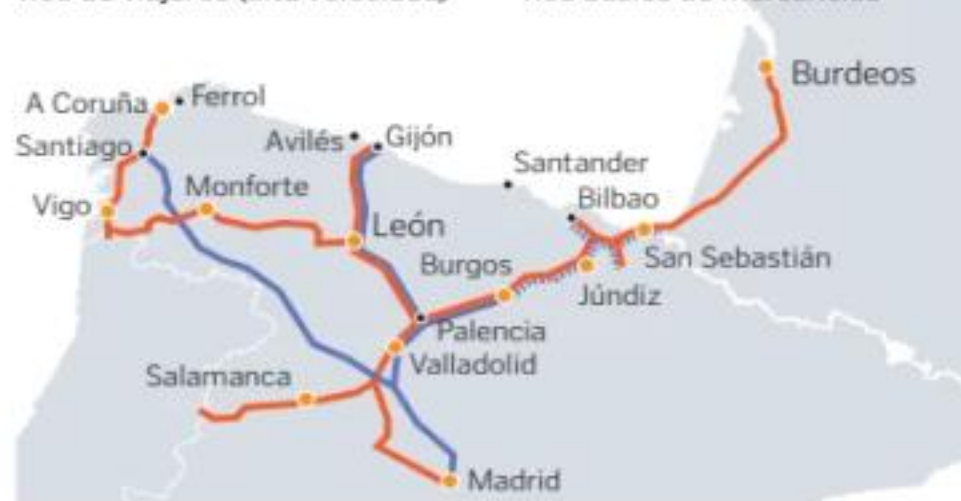 Burdeos
A Coruña
Ferrol
Santiago
Avilés
Gijón
Santander
Monforte
Bilbao
Vigo
León
Burgos
San Sebastián
Júndiz
Palencia
Valladolid
Salamanca
Madrid